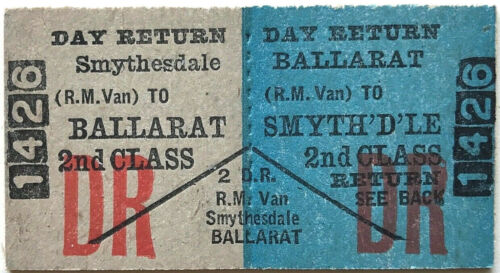 1426
DAY RETURN
Smythesdale
(R.M. Van) TO
BALLARAT
2nd CLASS
DR
DAY RETURN
BALLARAT
(R.M. Van) TO
SMYTH'D'LE
2nd CLASS
RETURN
SEE BACK
DR
2 D.R.
R.M. Van
Smythesdale
BALLARAT
1426